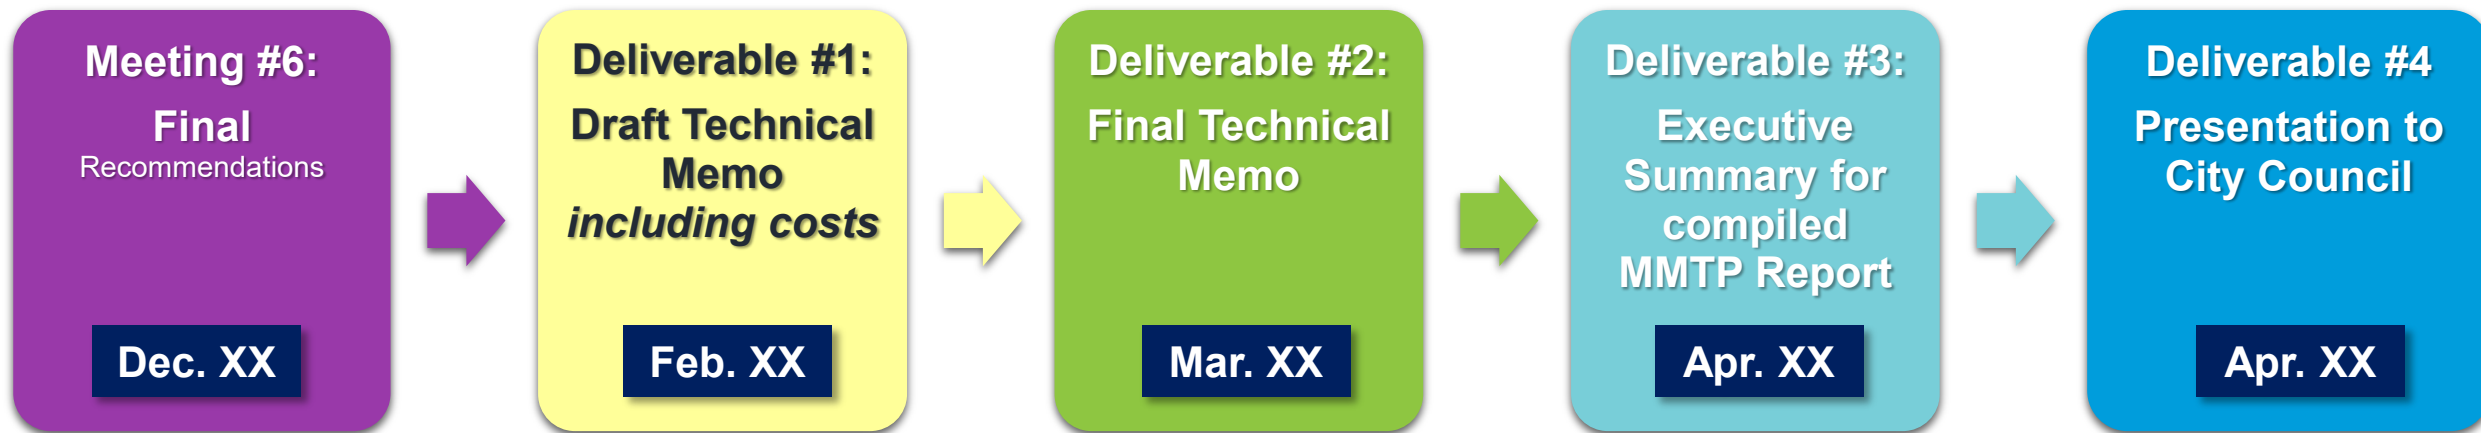 Meeting #6:
Final
Recommendations
Dec. XX
Deliverable #1:
Draft Technical
Memo
including costs
Feb. XX
Deliverable #2:
Final Technical
Memo
Mar. XX
Deliverable #3:
Executive
Summary for
compiled
MMTP Report
Apr. XX
Deliverable #4
Presentation to
City Council
Apr. XX